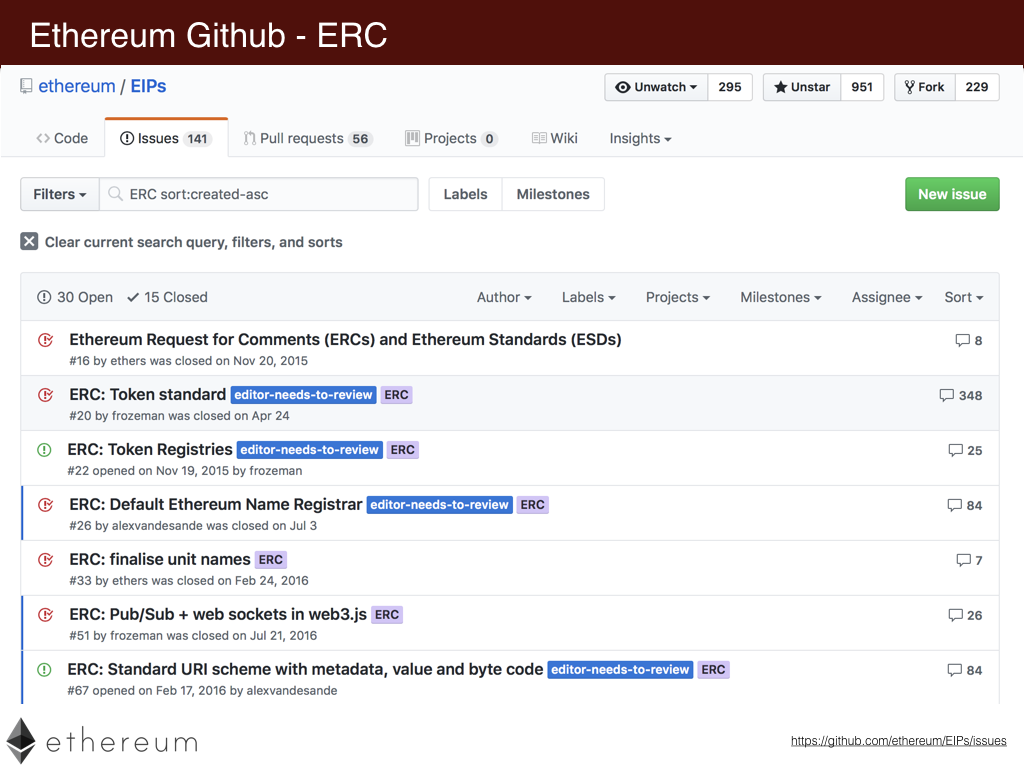 Ethereum Github - ERC
ethereum / EIPs
Unwatch 295 Unstar 951 Fork 229
Code Issues 141 Pull requests 56 Projects 0 Wiki Insights
Filters ERC sort:created-asc Labels Milestones New issue
Clear current search query, filters, and sorts
30 Open 15 Closed Author Labels Projects Milestones Assignee Sort
Ethereum Request for Comments (ERCs) and Ethereum Standards (ESDs) 8
#16 by ethers was closed on Nov 20, 2015
ERC: Token standard editor-needs-to-review ERC 348
#20 by frozeman was closed on Apr 24
ERC: Token Registries editor-needs-to-review ERC 25
#22 opened on Nov 19, 2015 by frozeman
ERC: Default Ethereum Name Registrar editor-needs-to-review ERC 84
#26 by alexvandesande was closed on Jul 3
ERC: finalise unit names ERC 7
#33 by ethers was closed on Feb 24, 2016
ERC: Pub/Sub + web sockets in web3.js ERC 26
#51 by frozeman was closed on Jul 21, 2016
ERC: Standard URI scheme with metadata, value and byte code editor-needs-to-review ERC 84
#67 opened on Feb 17, 2016 by alexvandesande
ethereum
https://github.com/ethereum/EIPs/issues